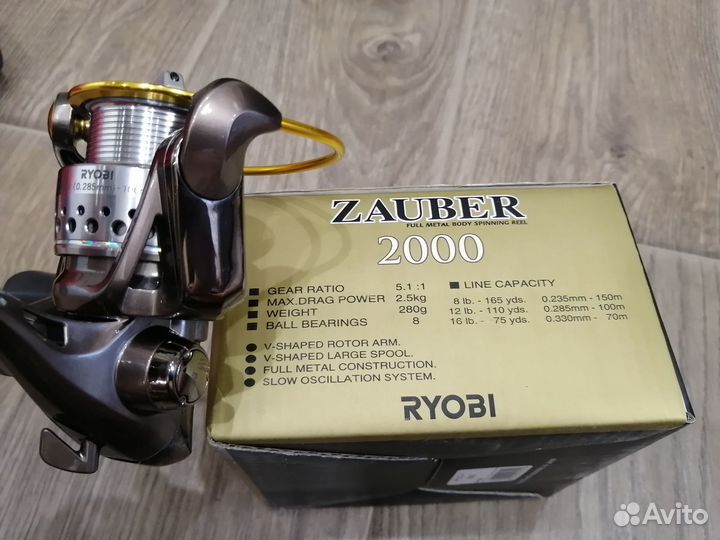 RYOBI
(0.285mm)-100
ZAUBER
FULL METAL BODY SPINNING REEL
2000
■ GEAR RATIO 5.1 :1
■ MAX.DRAG POWER 2.5kg
■ WEIGHT 280g
■ BALL BEARINGS 8
■ LINE CAPACITY
8 lb. - 165 yds. 0.235mm - 150m
12 lb. - 110 yds. 0.285mm - 100m
16 lb. - 75 yds. 0.330mm - 70m
● V-SHAPED ROTOR ARM.
● V-SHAPED LARGE SPOOL.
● FULL METAL CONSTRUCTION.
● SLOW OSCILLATION SYSTEM.
RYOBI
Avito